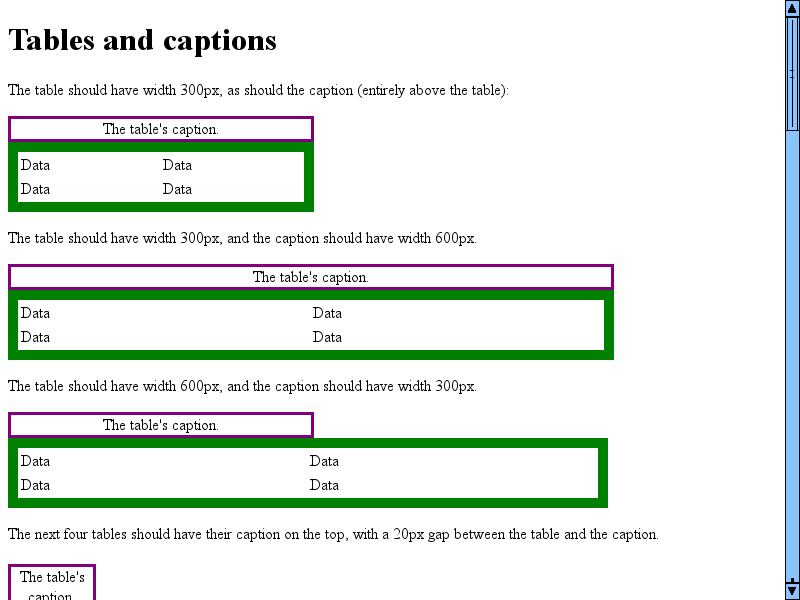 Tables and captions
The table should have width 300px, as should the caption (entirely above the table):
The table's caption.
Data Data
Data Data
The table should have width 300px, and the caption should have width 600px.
The table's caption.
Data Data
Data Data
The table should have width 600px, and the caption should have width 300px.
The table's caption.
Data Data
Data Data
The next four tables should have their caption on the top, with a 20px gap between the table and the caption.
The table's
caption.